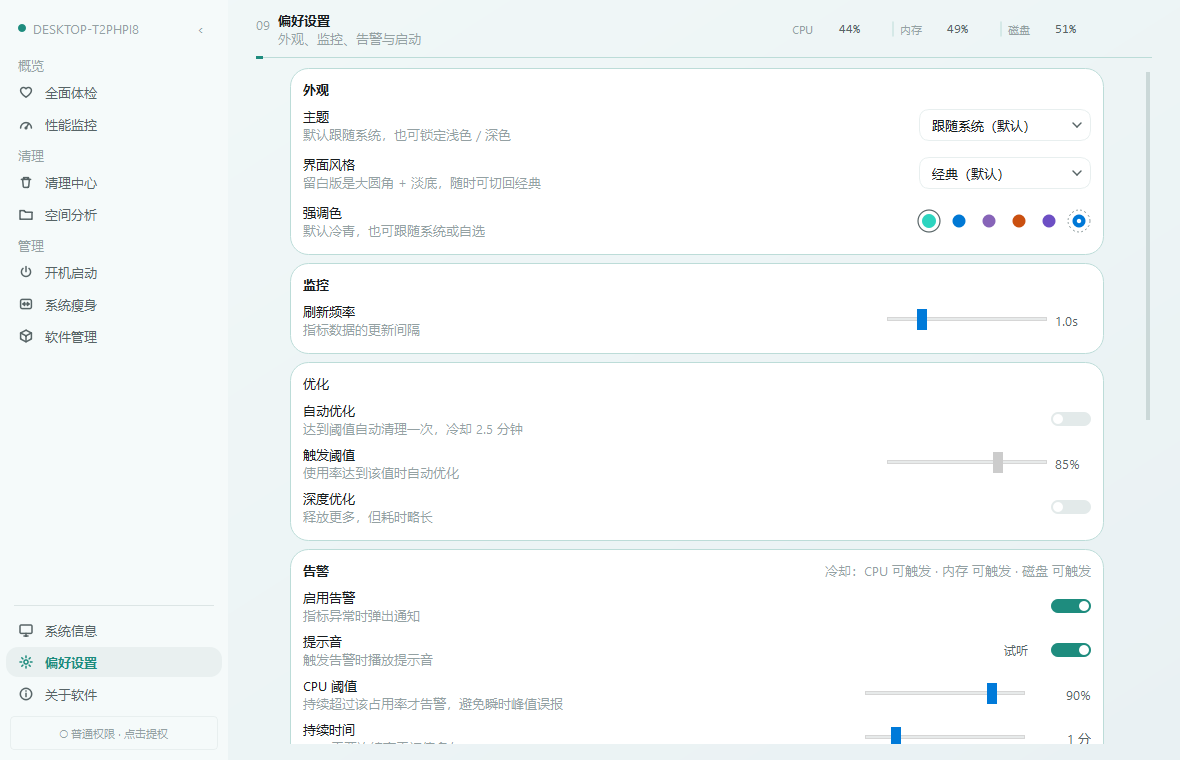 DESKTOP-T2PHPI8
概览
全面体检
性能监控
清理
清理中心
空间分析
管理
开机启动
系统瘦身
软件管理
系统信息
偏好设置
关于软件
普通权限 · 点击提权
09 偏好设置
外观、监控、告警与启动
CPU 44% 内存 49% 磁盘 51%
外观
主题
默认跟随系统，也可锁定浅色 / 深色
跟随系统（默认）
界面风格
留白版是大圆角 + 淡底，随时可切回经典
经典（默认）
强调色
默认冷青，也可跟随系统或自选
监控
刷新频率
指标数据的更新间隔
1.0s
优化
自动优化
达到阈值自动清理一次，冷却 2.5 分钟
触发阈值
使用率达到该值时自动优化
85%
深度优化
释放更多，但耗时略长
告警
冷却：CPU 可触发 · 内存 可触发 · 磁盘 可触发
启用告警
指标异常时弹出通知
提示音
触发告警时播放提示音
试听
CPU 阈值
持续超过该占用率才告警，避免瞬时峰值误报
90%
持续时间
1 分